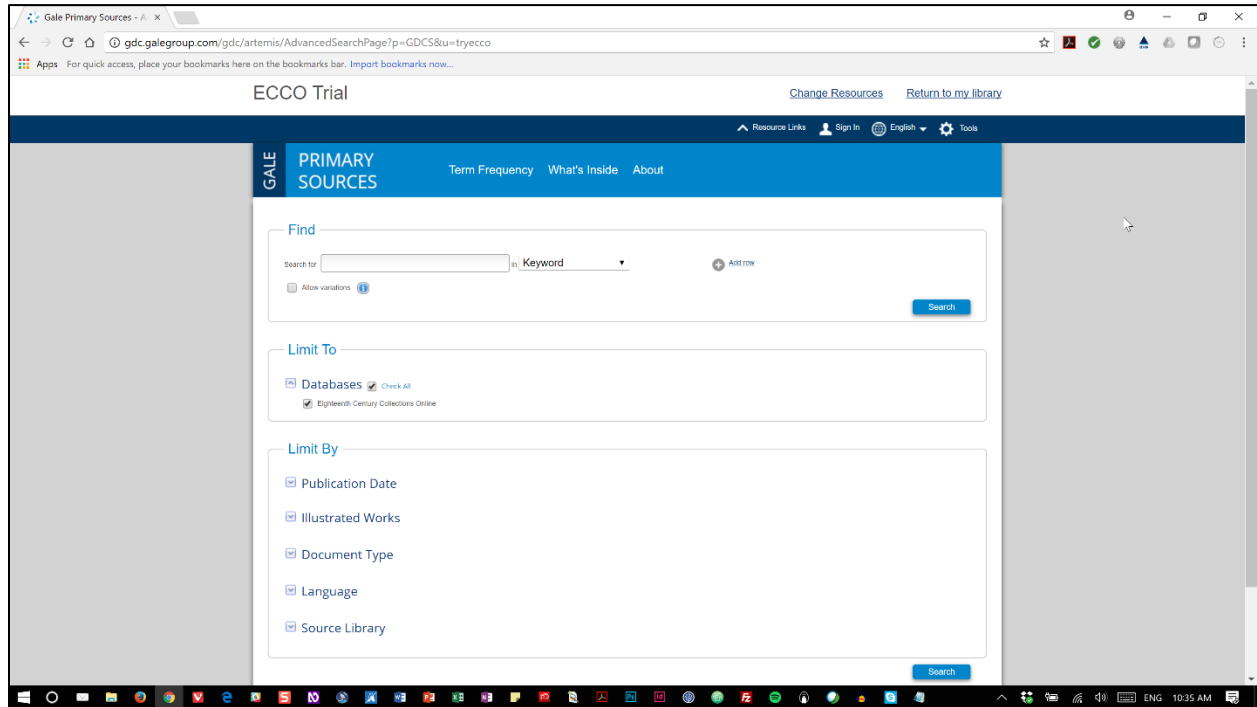 Gale Primary Sources - A
gdc.galegroup.com/gdc/artemis/AdvancedSearchPage?p=GDCS&u=tryecco
Apps For quick access, place your bookmarks here on the bookmarks bar. Import bookmarks now...
ECCO Trial Change Resources Return to my library
Resource Links Sign In English Tools
GALE PRIMARY SOURCES Term Frequency What's Inside About
Find
Search for in Keyword Add row
Allow variations
Search
Limit To
Databases Check All
Eighteenth Century Collections Online
Limit By
Publication Date
Illustrated Works
Document Type
Language
Source Library
Search
ENG 10:35 AM